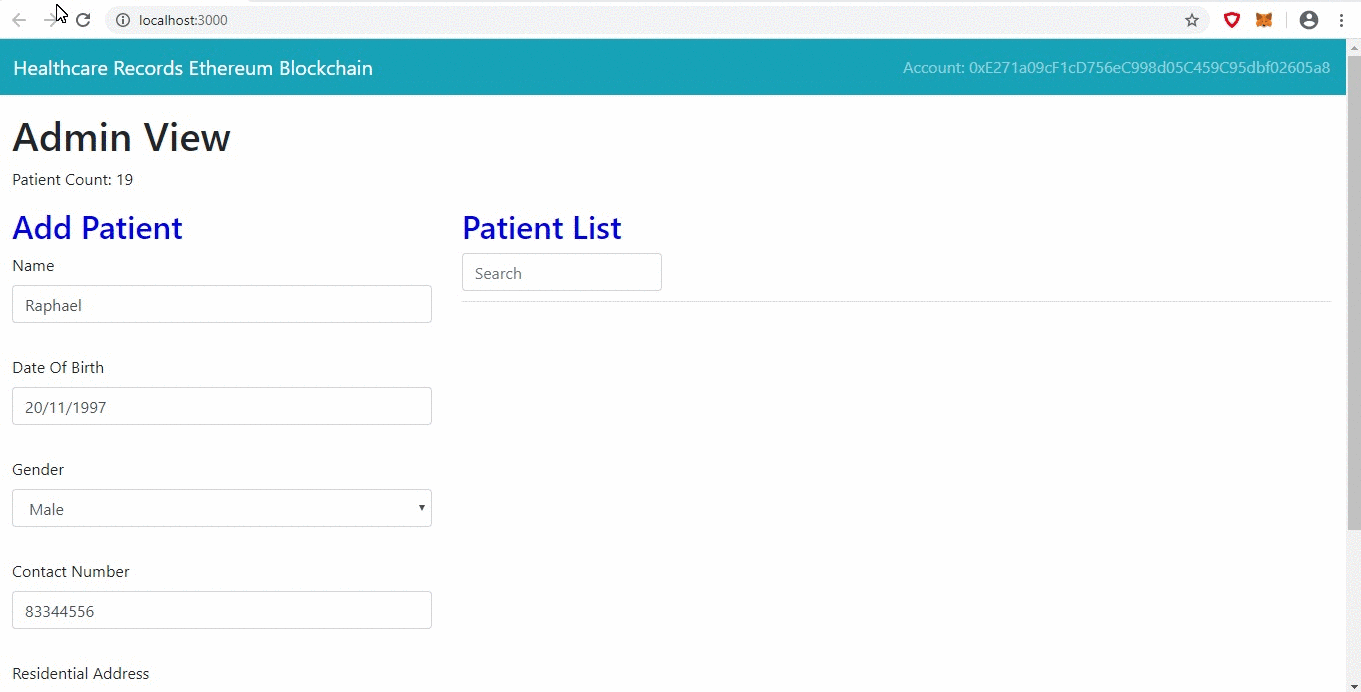 localhost:3000
Healthcare Records Ethereum Blockchain
Account: 0xE271a09cF1cD756eC998d05C459C95dbf02605a8
Admin View
Patient Count: 19
Add Patient
Name
Raphael
Date Of Birth
20/11/1997
Gender
Male
Contact Number
83344556
Residential Address
Patient List
Search